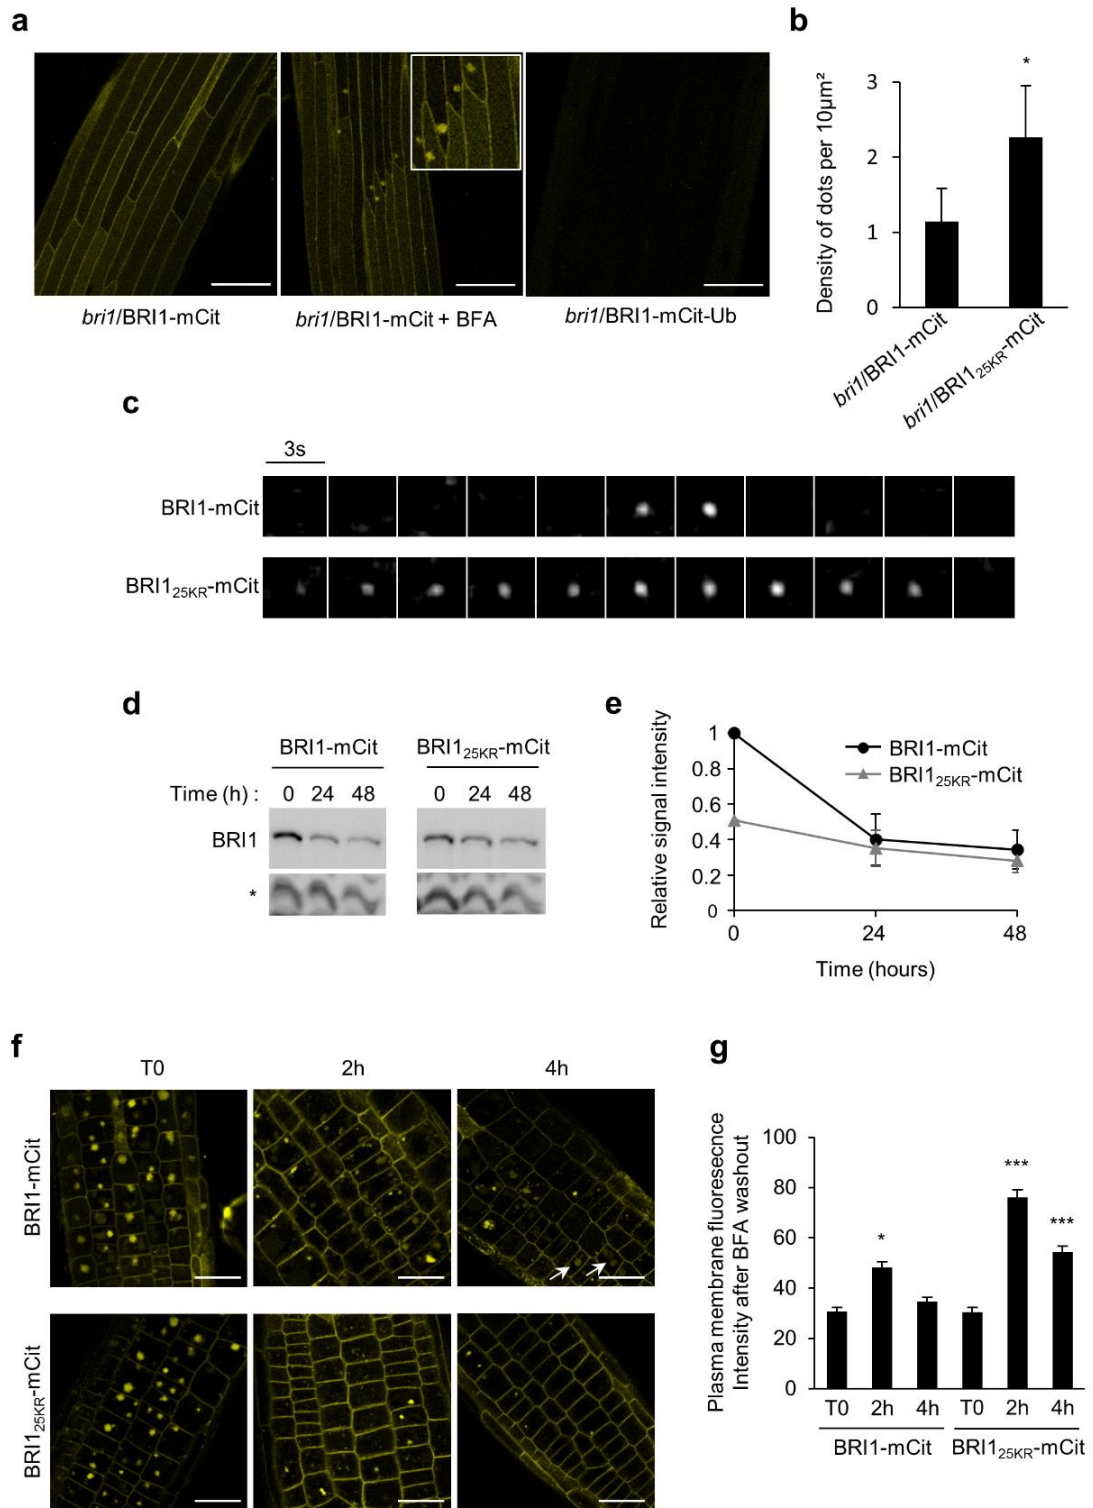 a
bri1/BRI1-mCit
bri1/BRI1-mCit + BFA
bri1/BRI1-mCit-Ub
b
Density of dots per 10µm²
3
2
1
0
*
bri1/BRI1-mCit
bri1/BRI125KR-mCit
c
3s
BRI1-mCit
BRI125KR-mCit
d
BRI1-mCit BRI125KR-mCit
Time (h) : 0 24 48 0 24 48
BRI1
*
e
Relative signal intensity
1
0.8
0.6
0.4
0.2
0
BRI1-mCit
BRI125KR-mCit
0 24 48
Time (hours)
f
T0 2h 4h
BRI1-mCit
BRI125KR-mCit
g
Plasma membrane fluoresecnce
Intensity after BFA washout
100
80
60
40
20
0
*
***
***
T0 2h 4h T0 2h 4h
BRI1-mCit BRI125KR-mCit